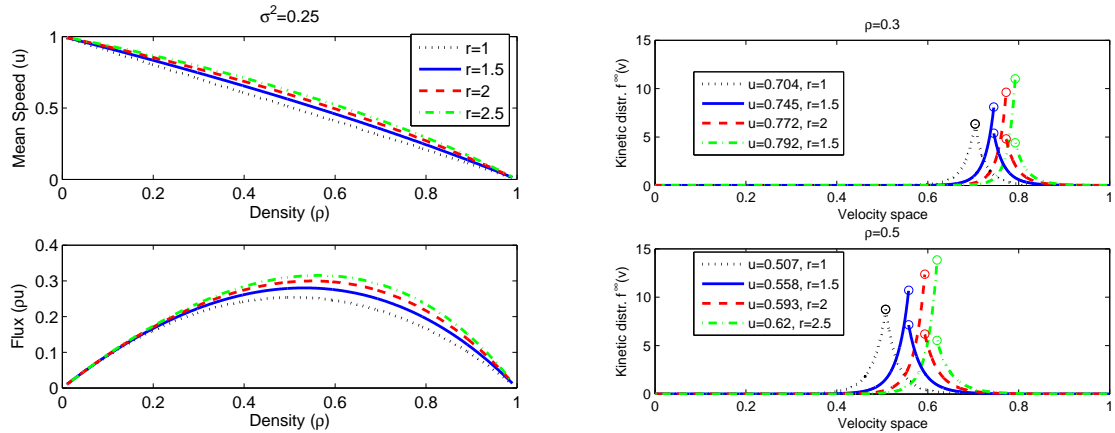 σ²=0.25
1
0.5
0
Mean Speed (u)
r=1
r=1.5
r=2
r=2.5
0 0.2 0.4 0.6 0.8 1
Density (ρ)
0.4
0.3
0.2
0.1
0
Flux (ρu)
0 0.2 0.4 0.6 0.8 1
Density (ρ)
ρ=0.3
15
10
5
0
Kinetic distr. f^∞(v)
u=0.704, r=1
u=0.745, r=1.5
u=0.772, r=2
u=0.792, r=1.5
0 0.2 0.4 0.6 0.8 1
Velocity space
ρ=0.5
15
10
5
0
Kinetic distr. f^∞(v)
u=0.507, r=1
u=0.558, r=1.5
u=0.593, r=2
u=0.62, r=2.5
0 0.2 0.4 0.6 0.8 1
Velocity space